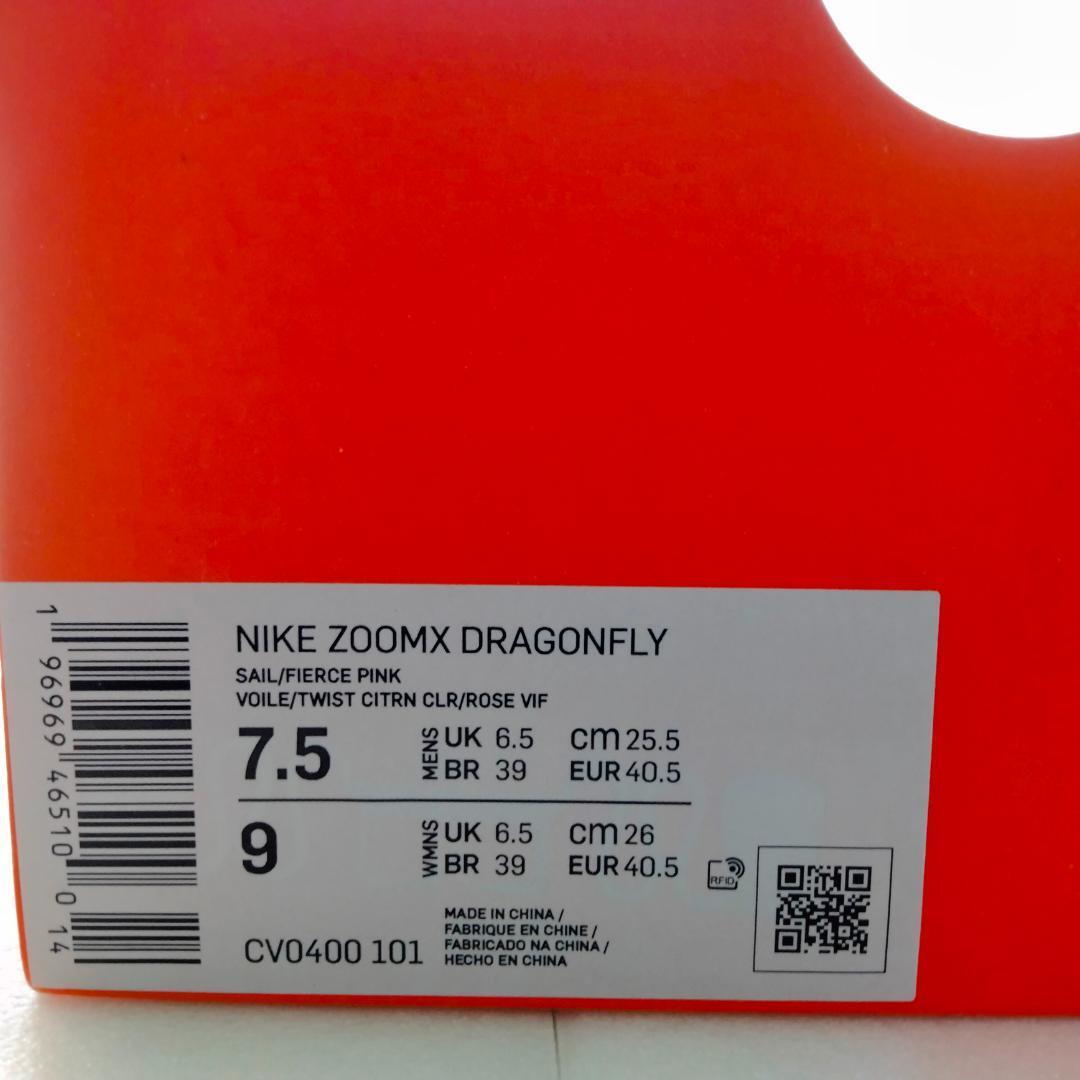 NIKE ZOOMX DRAGONFLY
SAIL/FIERCE PINK
VOILE/TWIST CITRN CLR/ROSE VIF
7.5 MENS UK 6.5 cm 25.5
BR 39 EUR 40.5
9 WMNS UK 6.5 cm 26
BR 39 EUR 40.5
RFID
CV0400 101
MADE IN CHINA /
FABRIQUE EN CHINE /
FABRICADO NA CHINA /
HECHO EN CHINA
1 96969 46510 0 14